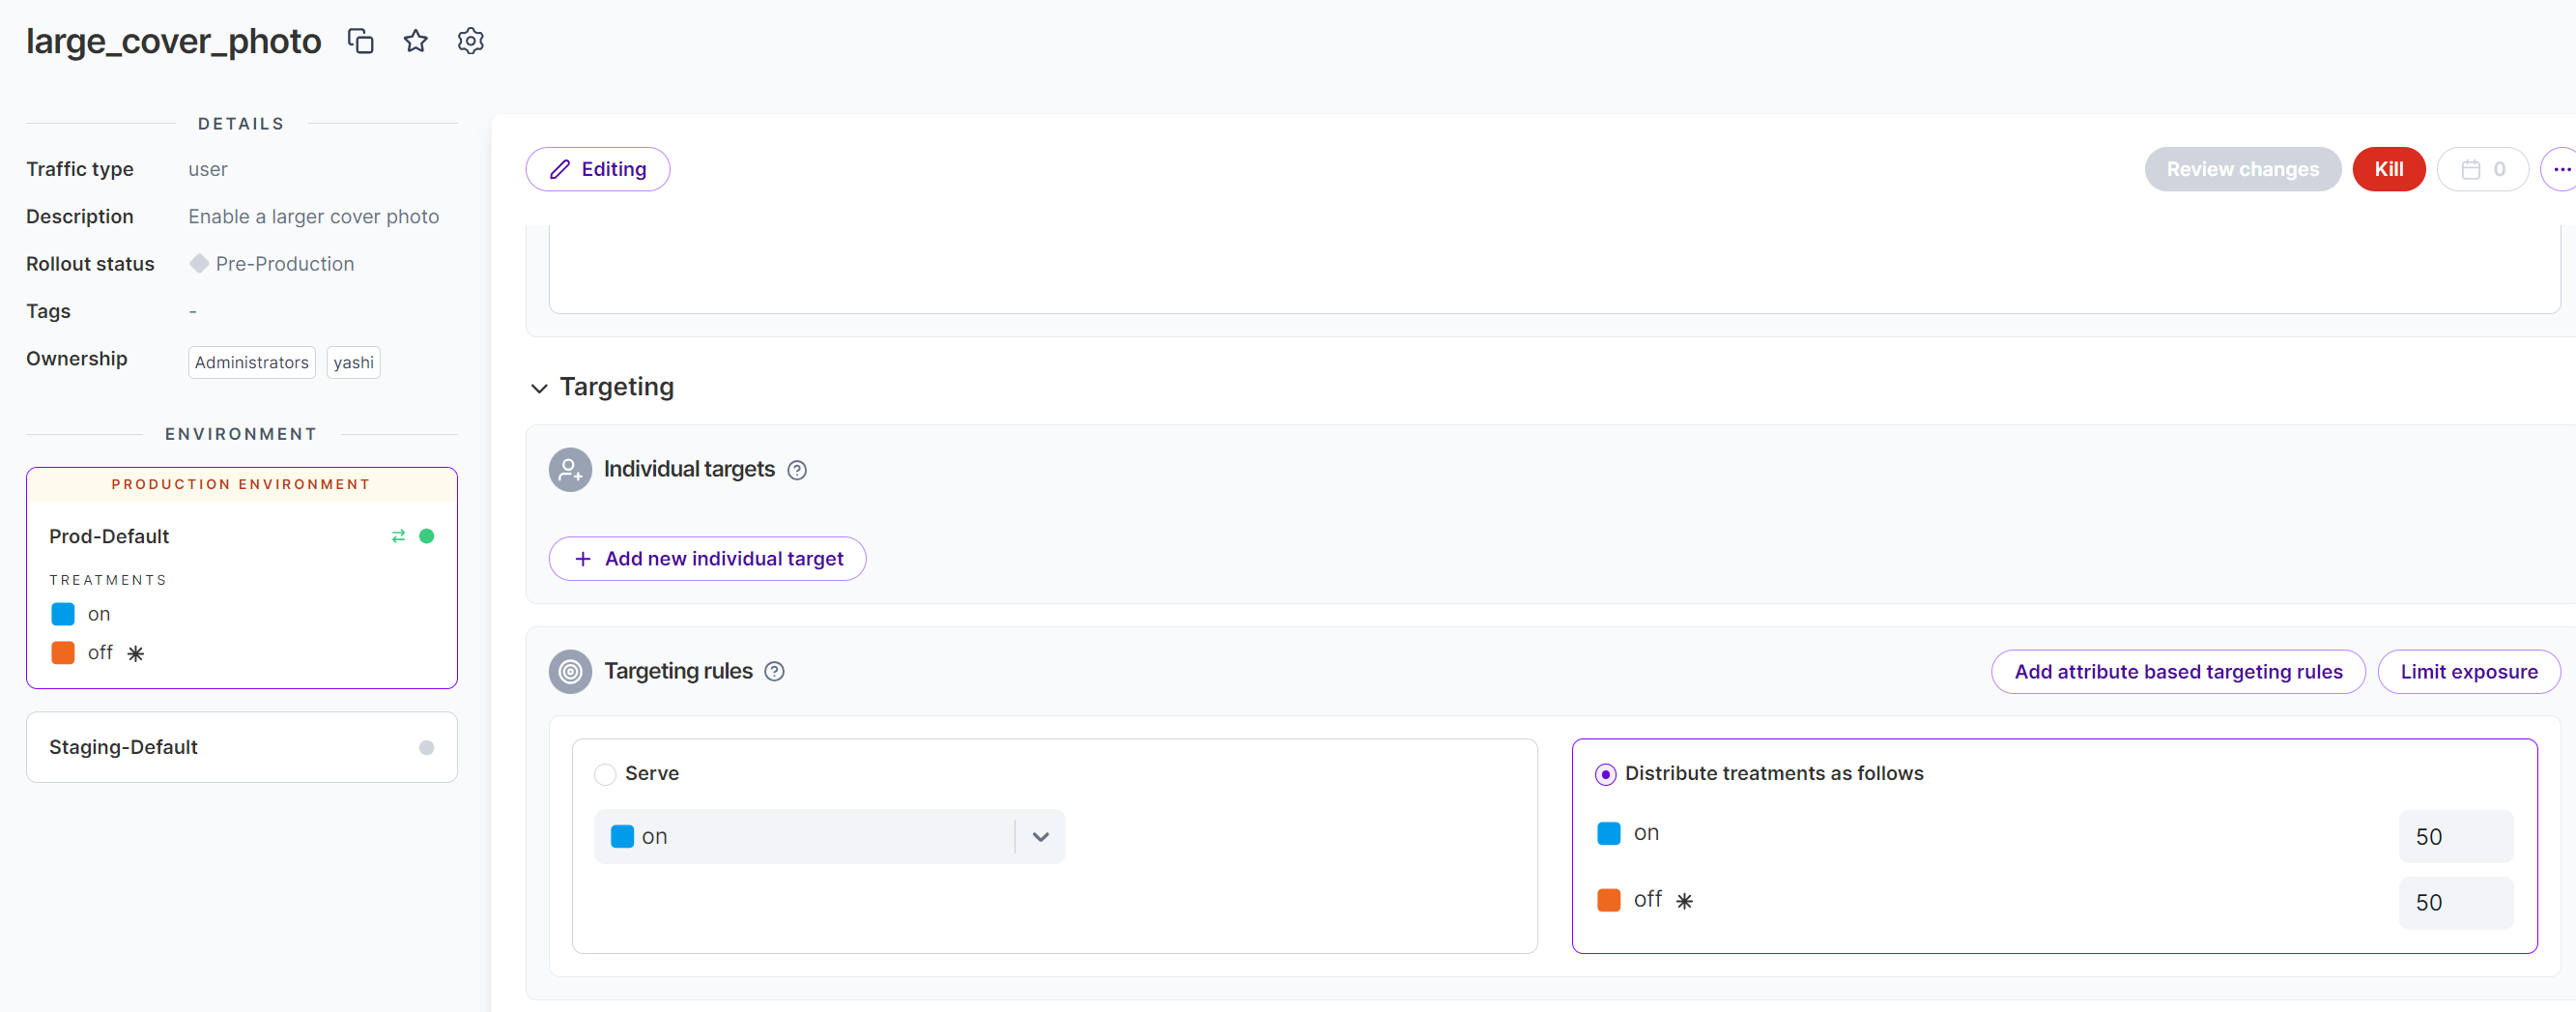 large_cover_photo
DETAILS
Traffic type user
Description Enable a larger cover photo
Rollout status Pre-Production
Tags -
Ownership Administrators yashi
ENVIRONMENT
PRODUCTION ENVIRONMENT
Prod-Default
TREATMENTS
on
off
Staging-Default
Editing
Review changes Kill 0
Targeting
Individual targets
Add new individual target
Targeting rules
Add attribute based targeting rules Limit exposure
Serve
on
Distribute treatments as follows
on 50
off 50